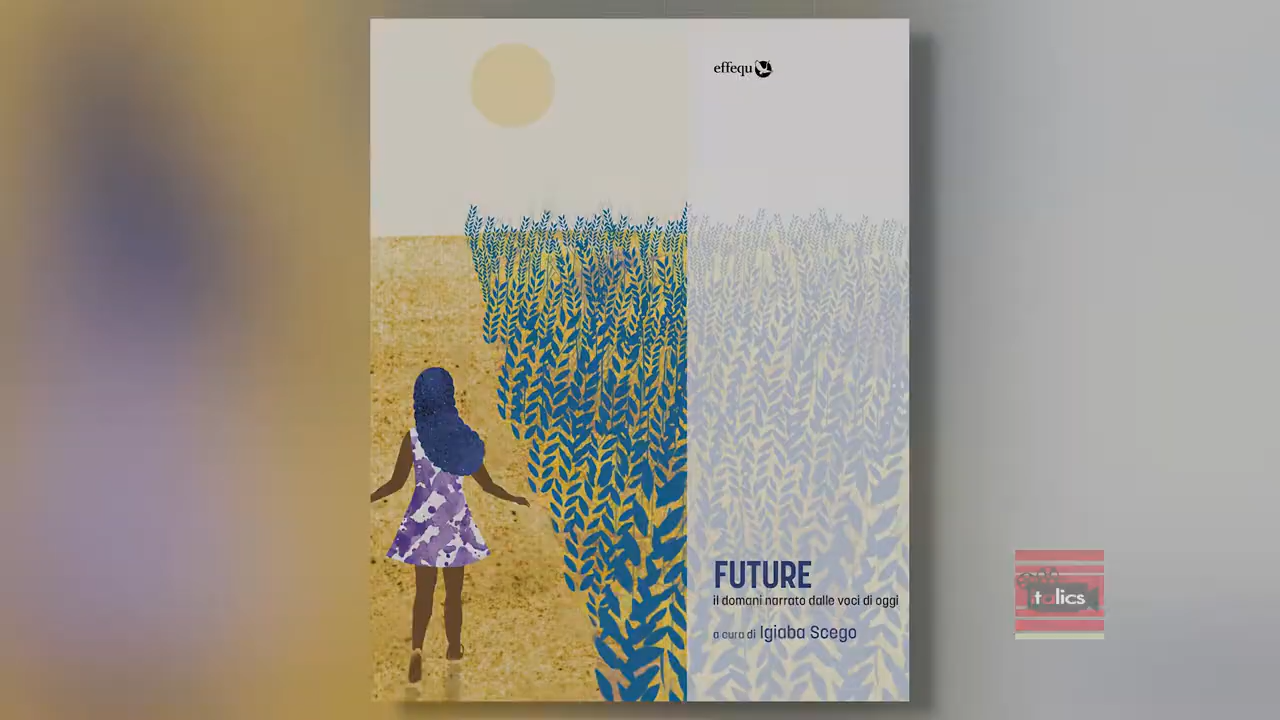 effequ
FUTURE
il domani narrato dalle voci di oggi
a cura di Igiaba Scego
italics